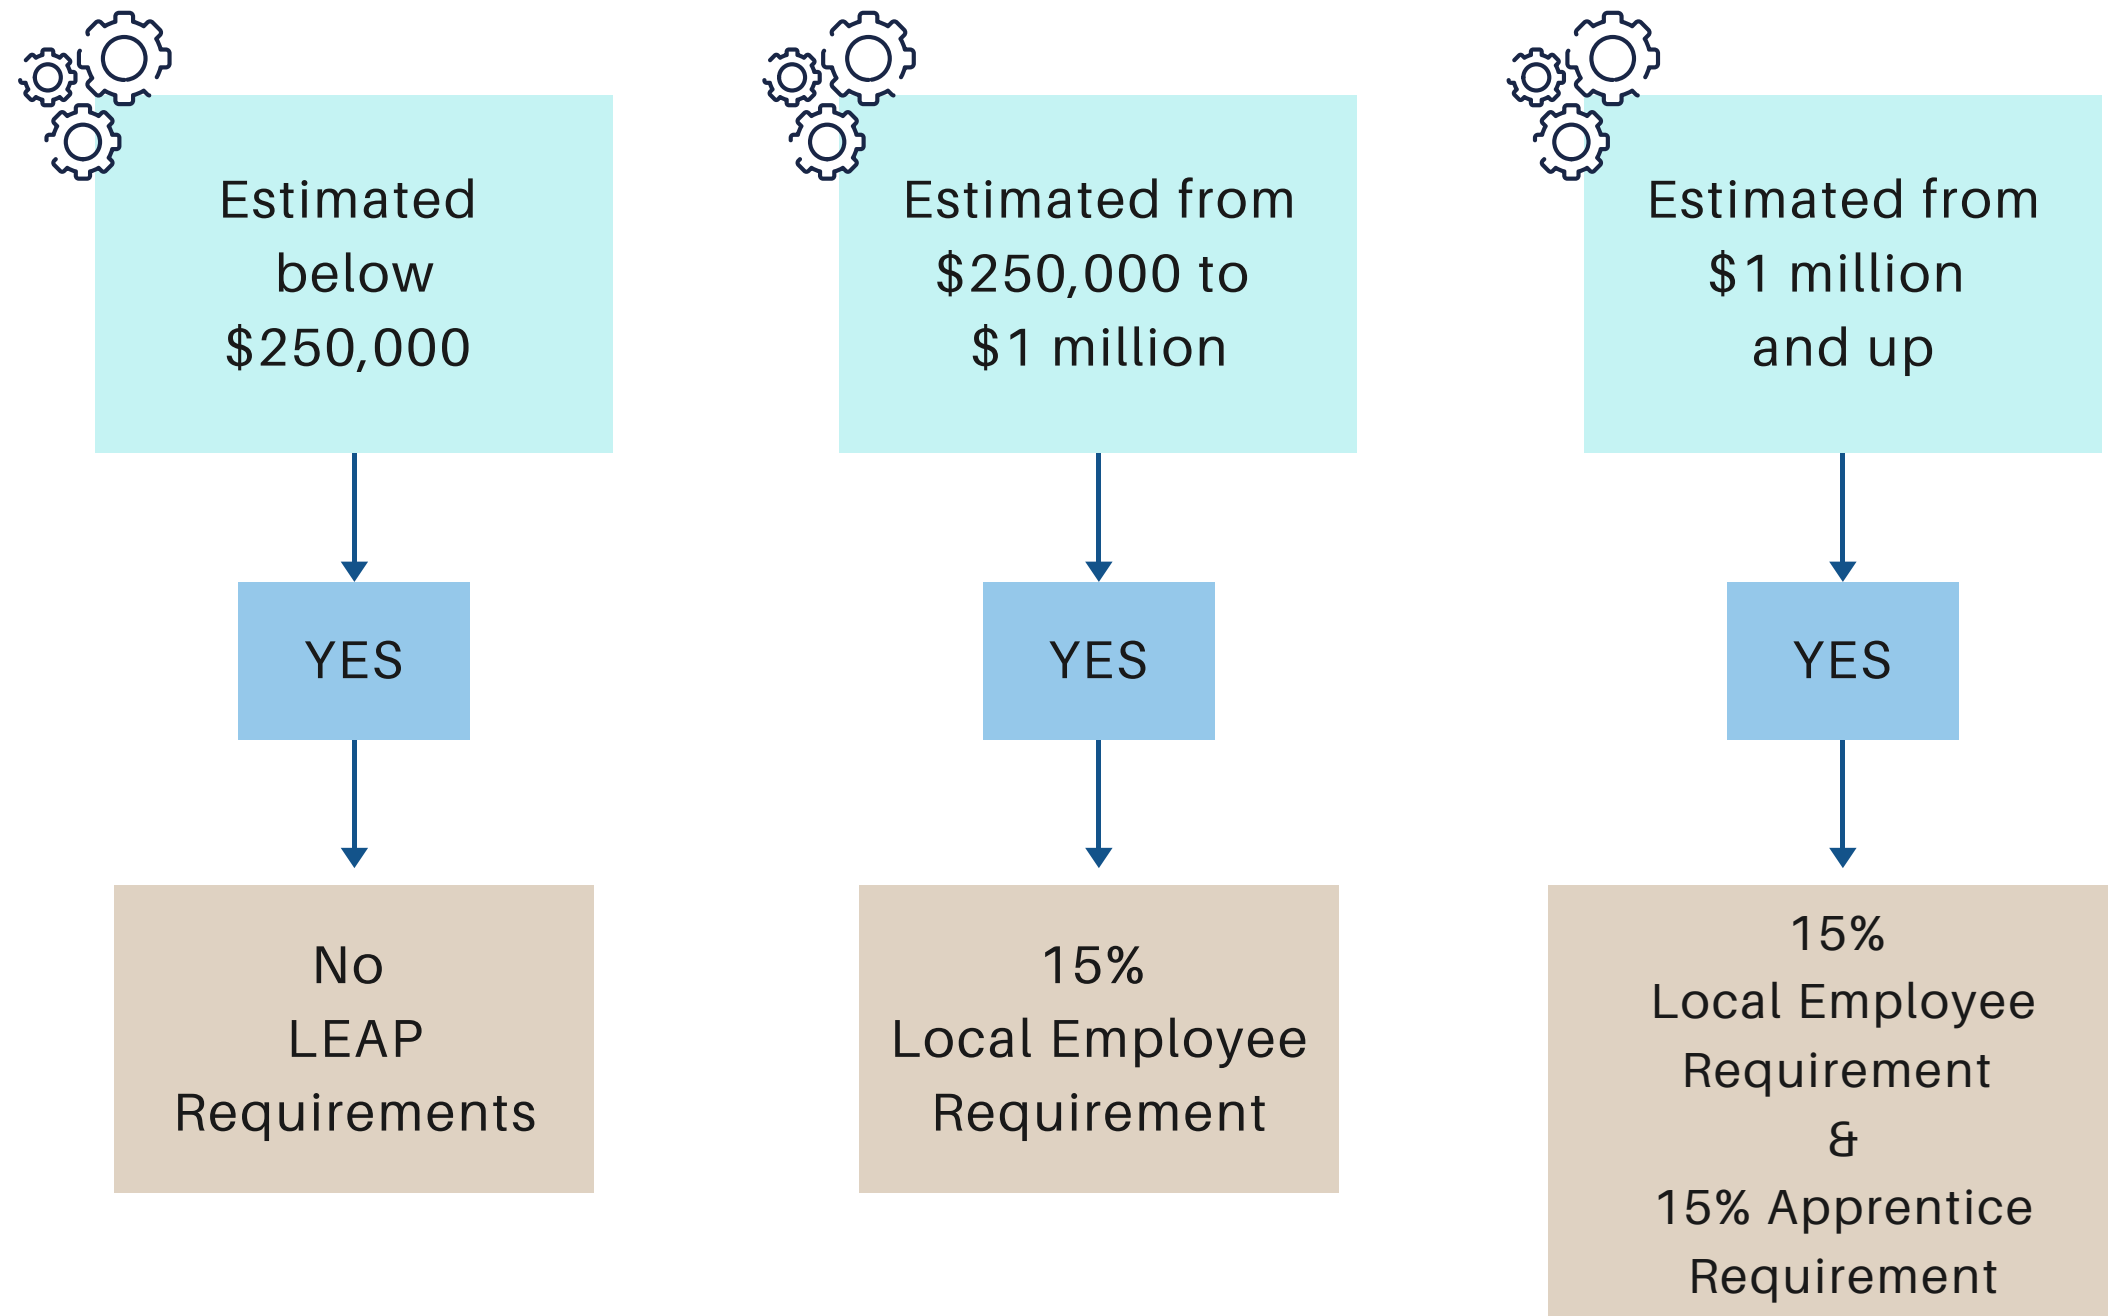 Estimated
below
$250,000
YES
No
LEAP
Requirements
Estimated from
$250,000 to
$1 million
YES
15%
Local Employee
Requirement
Estimated from
$1 million
and up
YES
15%
Local Employee
Requirement
&
15% Apprentice
Requirement